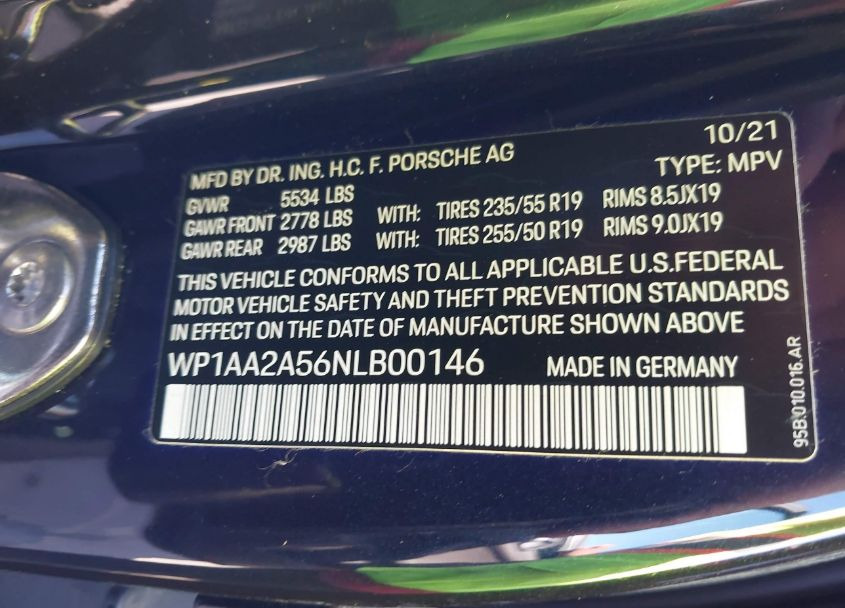 10/21
MFD BY DR. ING. H.C. F. PORSCHE AG TYPE: MPV
GVWR 5534 LBS
GAWR FRONT 2778 LBS WITH: TIRES 235/55 R19 RIMS 8.5JX19
GAWR REAR 2987 LBS WITH: TIRES 255/50 R19 RIMS 9.0JX19
THIS VEHICLE CONFORMS TO ALL APPLICABLE U.S.FEDERAL
MOTOR VEHICLE SAFETY AND THEFT PREVENTION STANDARDS
IN EFFECT ON THE DATE OF MANUFACTURE SHOWN ABOVE
WP1AA2A56NLB00146 MADE IN GERMANY
95B.010.016.AR